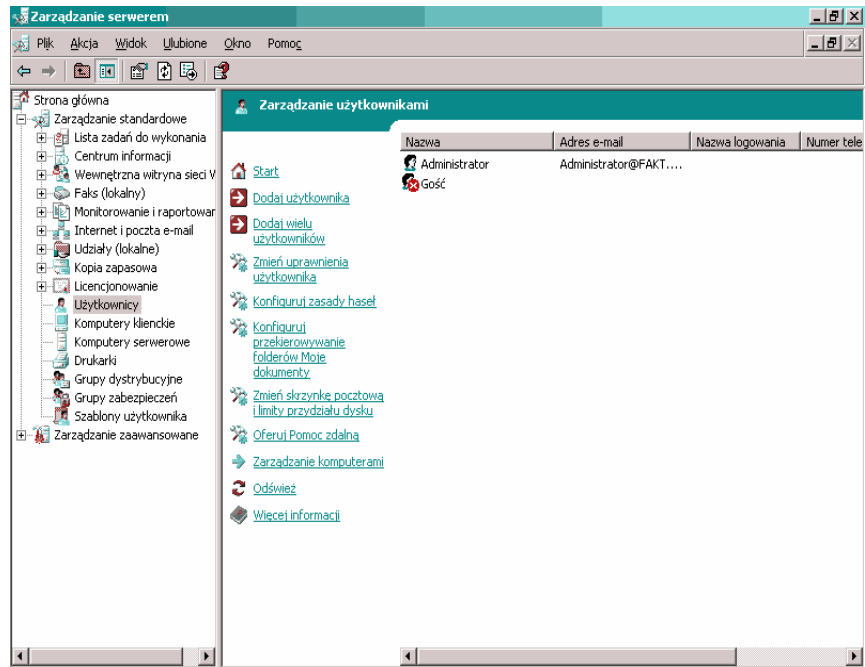 Zarządzanie serwerem
Plik Akcja Widok Ulubione Okno Pomoc
Strona główna
Zarządzanie standardowe
Lista zadań do wykonania
Centrum informacji
Wewnętrzna witryna sieci V
Faks (lokalny)
Monitorowanie i raportowar
Internet i poczta e-mail
Udziały (lokalne)
Kopia zapasowa
Licencjonowanie
Użytkownicy
Komputery klienckie
Komputery serwerowe
Drukarki
Grupy dystrybucyjne
Grupy zabezpieczeń
Szablony użytkownika
Zarządzanie zaawansowane
Zarządzanie użytkownikami
Start
Dodaj użytkownika
Dodaj wielu
użytkowników
Zmień uprawnienia
użytkownika
Konfiguruj zasady haseł
Konfiguruj
przekierowywanie
folderów Moje
dokumenty
Zmień skrzynkę pocztową
i limity przydziału dysku
Oferuj Pomoc zdalną
Zarządzanie komputerami
Odśwież
Więcej informacji
Nazwa Adres e-mail Nazwa logowania Numer tele
Administrator Administrator@FAKT....
Gość